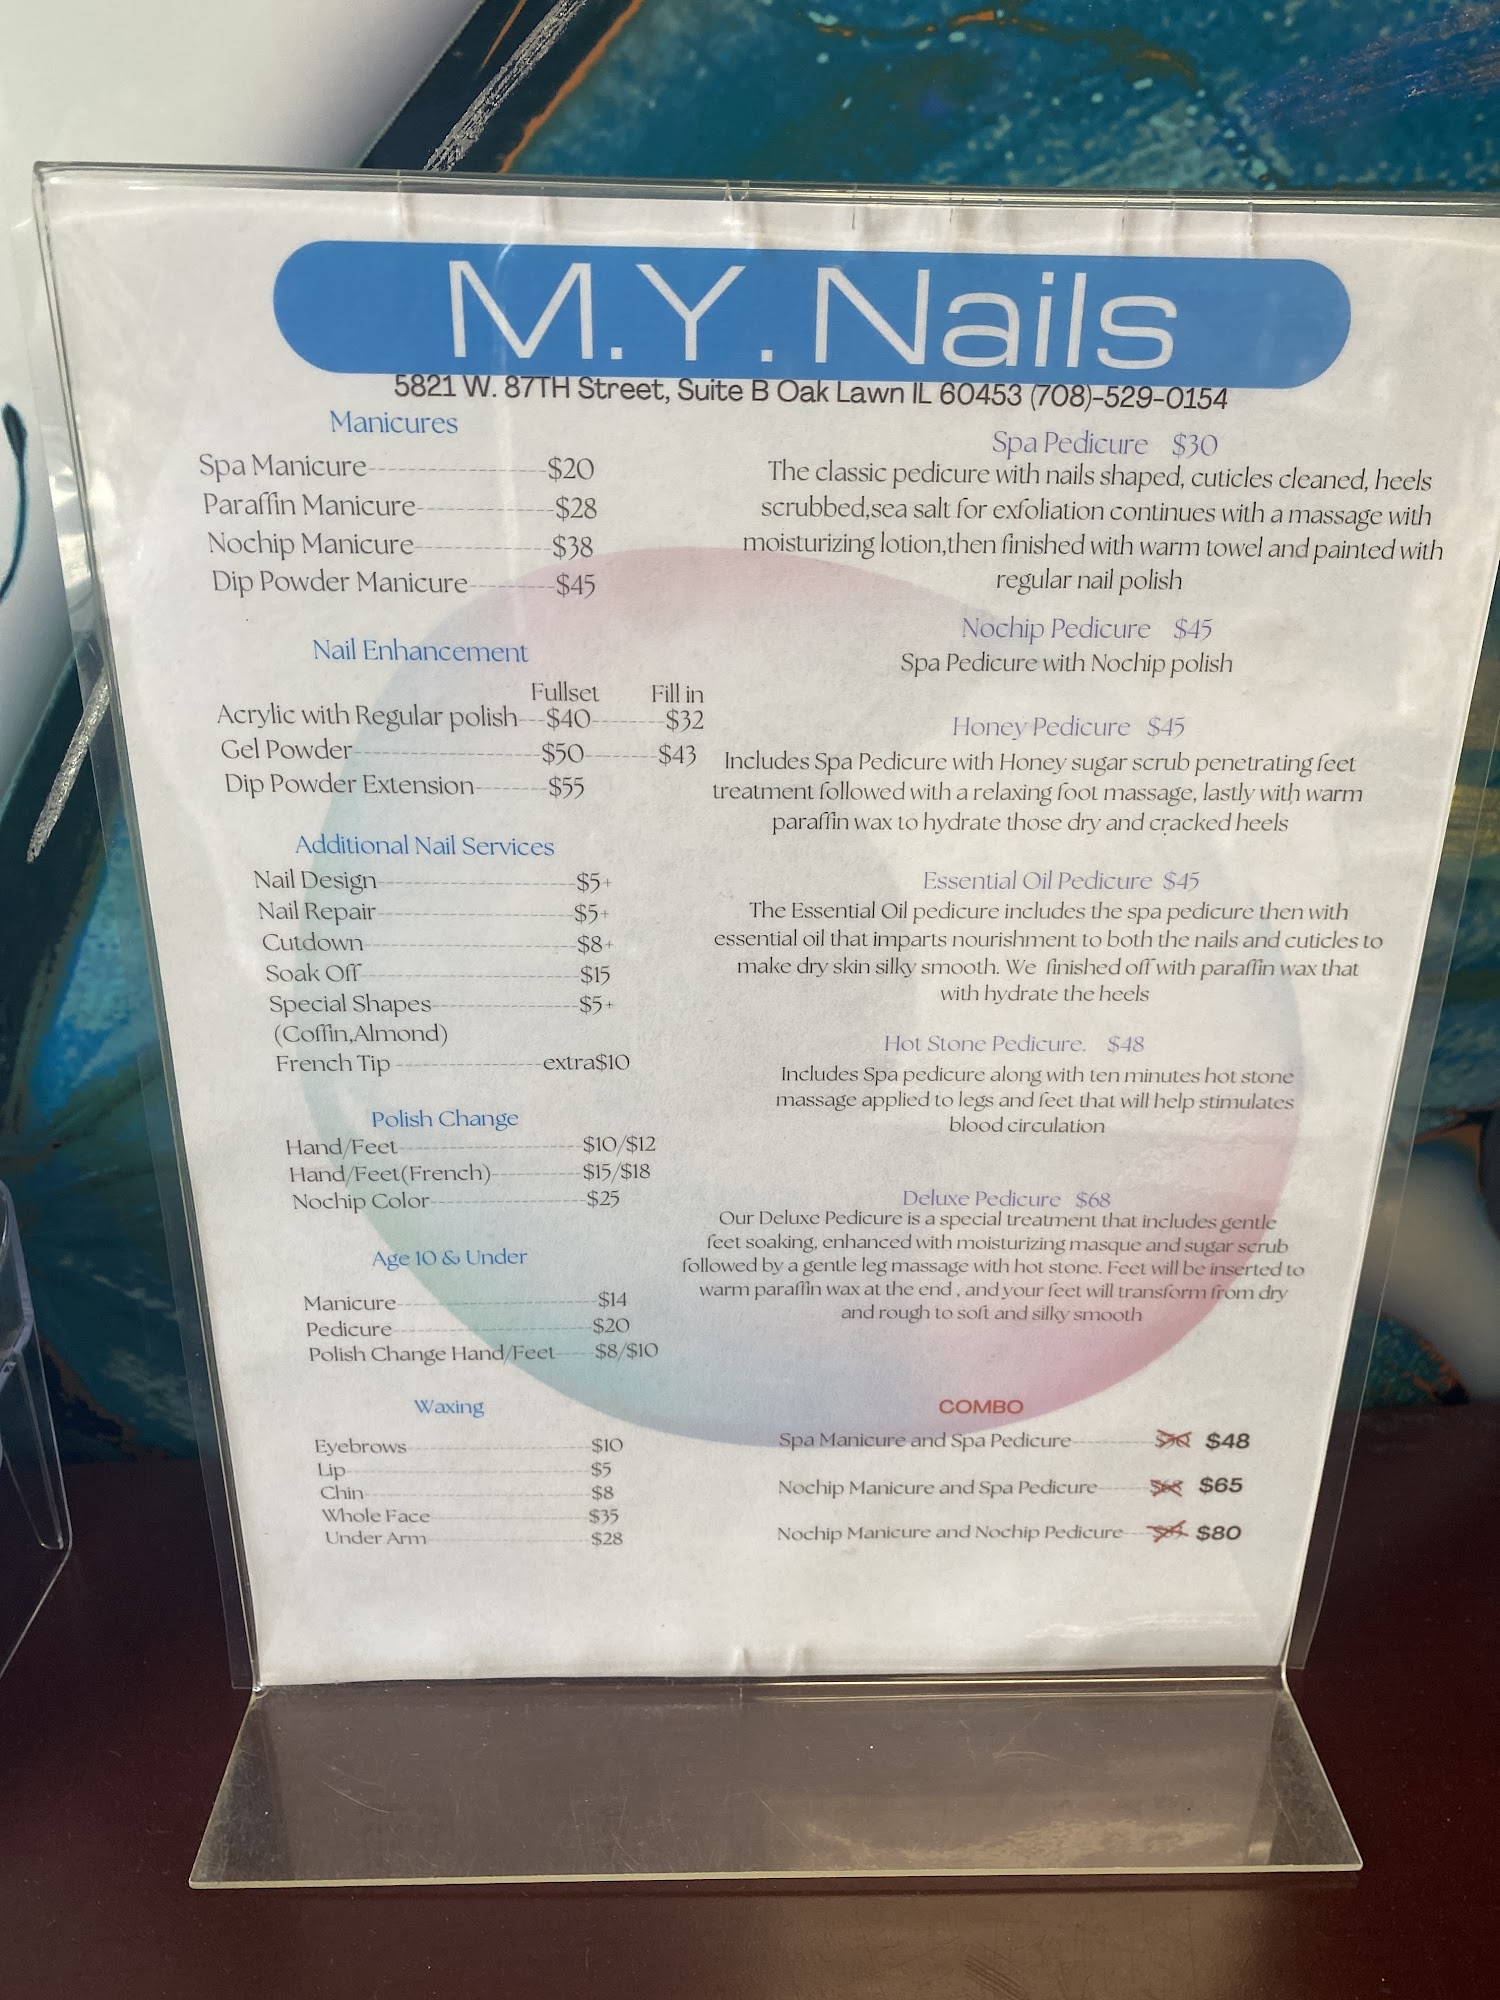 M.Y. Nails
5821 W. 87TH Street, Suite B Oak Lawn IL 60453 (708)-529-0154
Manicures
Spa Manicure $20
Paraffin Manicure $28
Nochip Manicure $38
Dip Powder Manicure $45
Nail Enhancement
Fullset Fill in
Acrylic with Regular polish $40 $32
Gel Powder $50 $43
Dip Powder Extension $55
Additional Nail Services
Nail Design $5+
Nail Repair $5+
Cutdown $8+
Soak Off $15
Special Shapes $5+
(Coffin,Almond)
French Tip extra$10
Polish Change
Hand/Feet $10/$12
Hand/Feet(French) $15/$18
Nochip Color $25
Age 10 & Under
Manicure $14
Pedicure $20
Polish Change Hand/Feet $8/$10
Waxing
Eyebrows $10
Lip $5
Chin $8
Whole Face $35
Under Arm $28
Spa Pedicure $30
The classic pedicure with nails shaped, cuticles cleaned, heels
scrubbed,sea salt for exfoliation continues with a massage with
moisturizing lotion,then finished with warm towel and painted with
regular nail polish
Nochip Pedicure $45
Spa Pedicure with Nochip polish
Honey Pedicure $45
Includes Spa Pedicure with Honey sugar scrub penetrating feet
treatment followed with a relaxing foot massage, lastly with warm
paraffin wax to hydrate those dry and cracked heels
Essential Oil Pedicure $45
The Essential Oil pedicure includes the spa pedicure then with
essential oil that imparts nourishment to both the nails and cuticles to
make dry skin silky smooth. We finished off with paraffin wax that
with hydrate the heels
Hot Stone Pedicure. $48
Includes Spa pedicure along with ten minutes hot stone
massage applied to legs and feet that will help stimulates
blood circulation
Deluxe Pedicure $68
Our Deluxe Pedicure is a special treatment that includes gentle
feet soaking, enhanced with moisturizing masque and sugar scrub
followed by a gentle leg massage with hot stone. Feet will be inserted to
warm paraffin wax at the end , and your feet will transform from dry
and rough to soft and silky smooth
COMBO
Spa Manicure and Spa Pedicure $48
Nochip Manicure and Spa Pedicure $65
Nochip Manicure and Nochip Pedicure $80